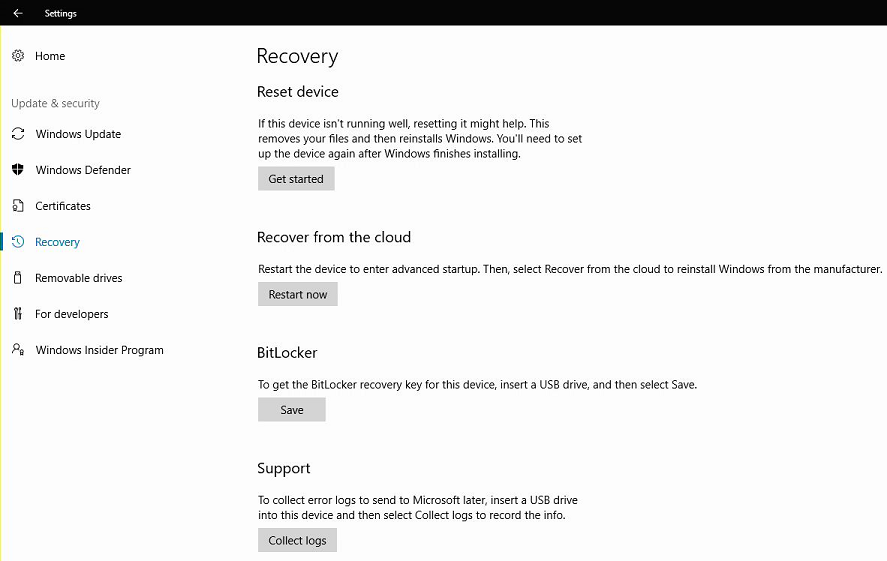 Settings
Home
Update & security
Windows Update
Windows Defender
Certificates
Recovery
Removable drives
For developers
Windows Insider Program
Recovery
Reset device
If this device isn't running well, resetting it might help. This
removes your files and then reinstalls Windows. You'll need to set
up the device again after Windows finishes installing.
Get started
Recover from the cloud
Restart the device to enter advanced startup. Then, select Recover from the cloud to reinstall Windows from the manufacturer.
Restart now
BitLocker
To get the BitLocker recovery key for this device, insert a USB drive, and then select Save.
Save
Support
To collect error logs to send to Microsoft later, insert a USB drive
into this device and then select Collect logs to record the info.
Collect logs